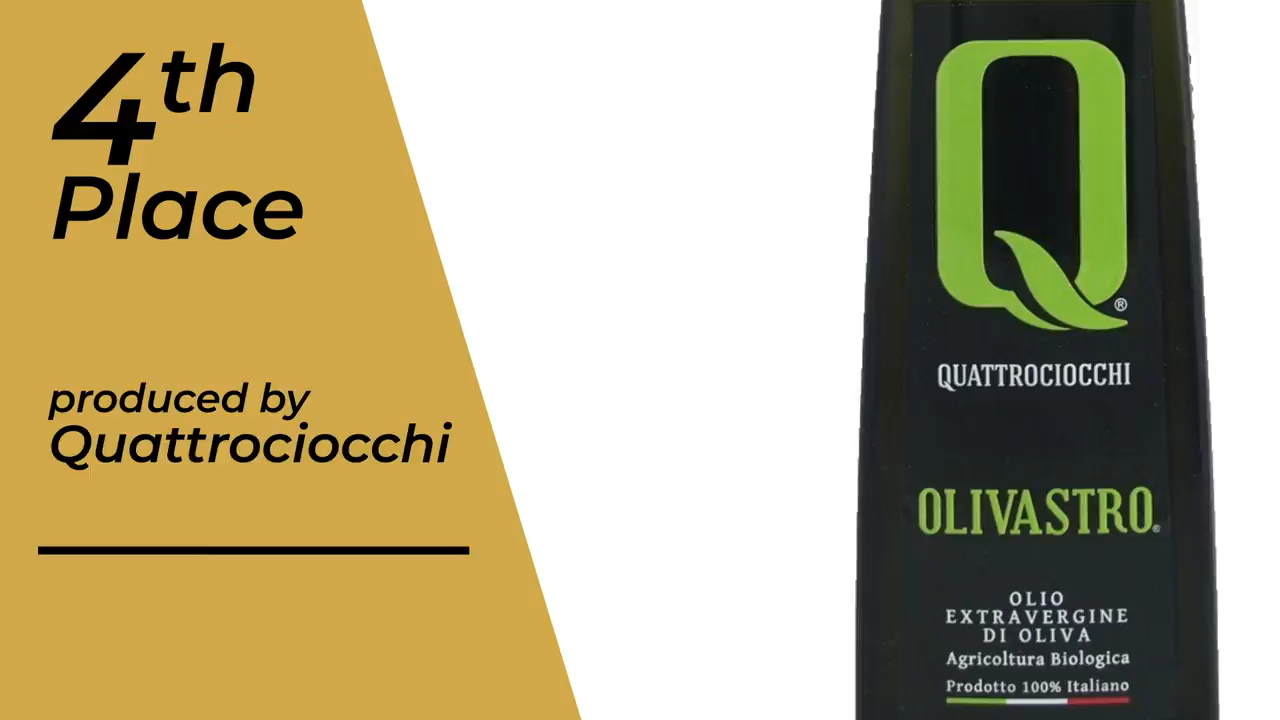 4th
Place
produced by
Quattrociocchi
Q
®
QUATTROCIOCCHI
OLIVASTRO®
OLIO
EXTRAVERGINE
DI OLIVA
Agricoltura Biologica
Prodotto 100% Italiano